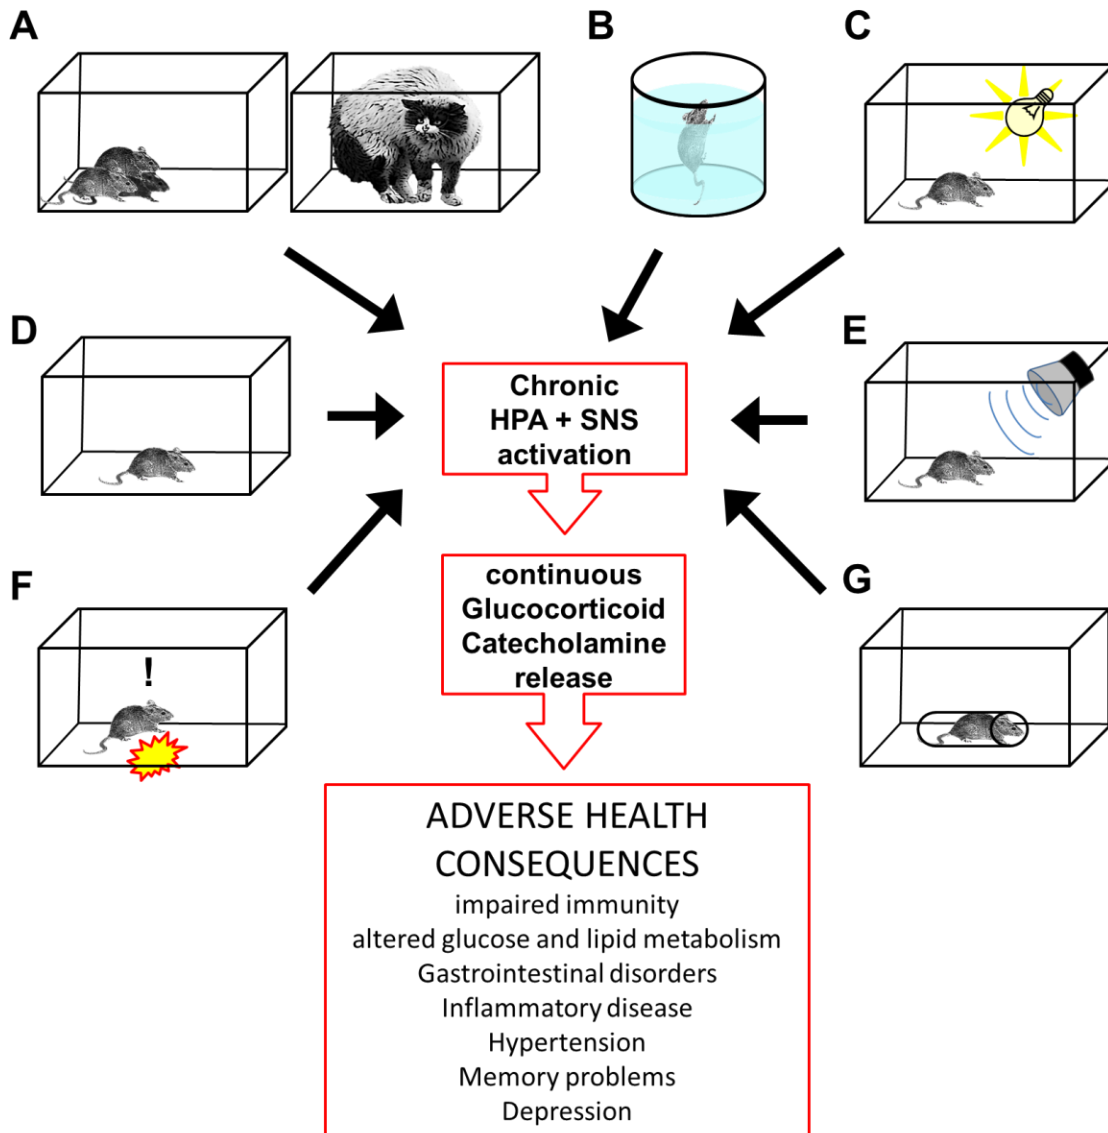 A
B
C
D
E
Chronic
HPA + SNS
activation
F
!
G
continuous
Glucocorticoid
Catecholamine
release
ADVERSE HEALTH
CONSEQUENCES
impaired immunity
altered glucose and lipid metabolism
Gastrointestinal disorders
Inflammatory disease
Hypertension
Memory problems
Depression